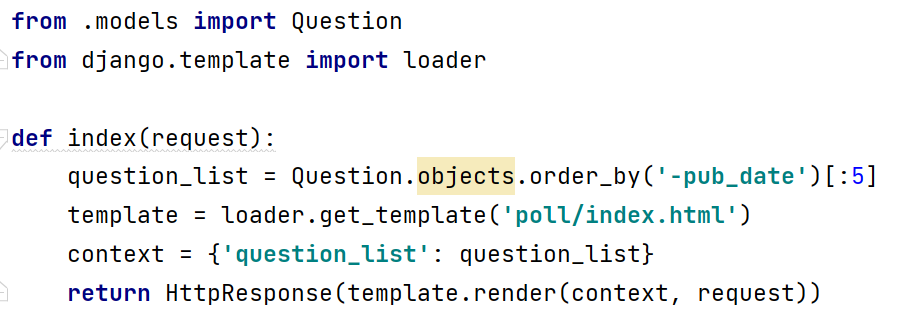 from .models import Question
from django.template import loader
def index(request):
question_list = Question.objects.order_by('-pub_date')[:5]
template = loader.get_template('poll/index.html')
context = {'question_list': question_list}
return HttpResponse(template.render(context, request))